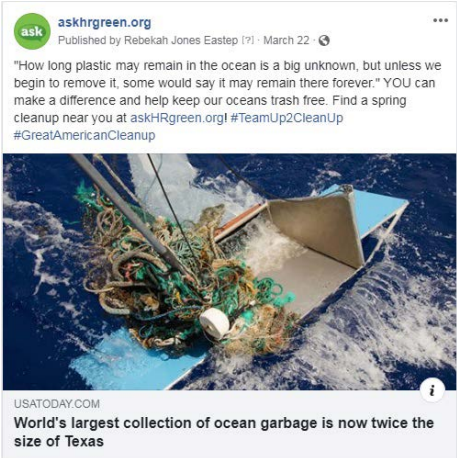 ask
askhrgreen.org
Published by Rebekah Jones Eastep [?] · March 22 ·
"How long plastic may remain in the ocean is a big unknown, but unless we
begin to remove it, some would say it may remain there forever." YOU can
make a difference and help keep our oceans trash free. Find a spring
cleanup near you at askHRgreen.org! #TeamUp2CleanUp
#GreatAmericanCleanup
i
USATODAY.COM
World's largest collection of ocean garbage is now twice the
size of Texas